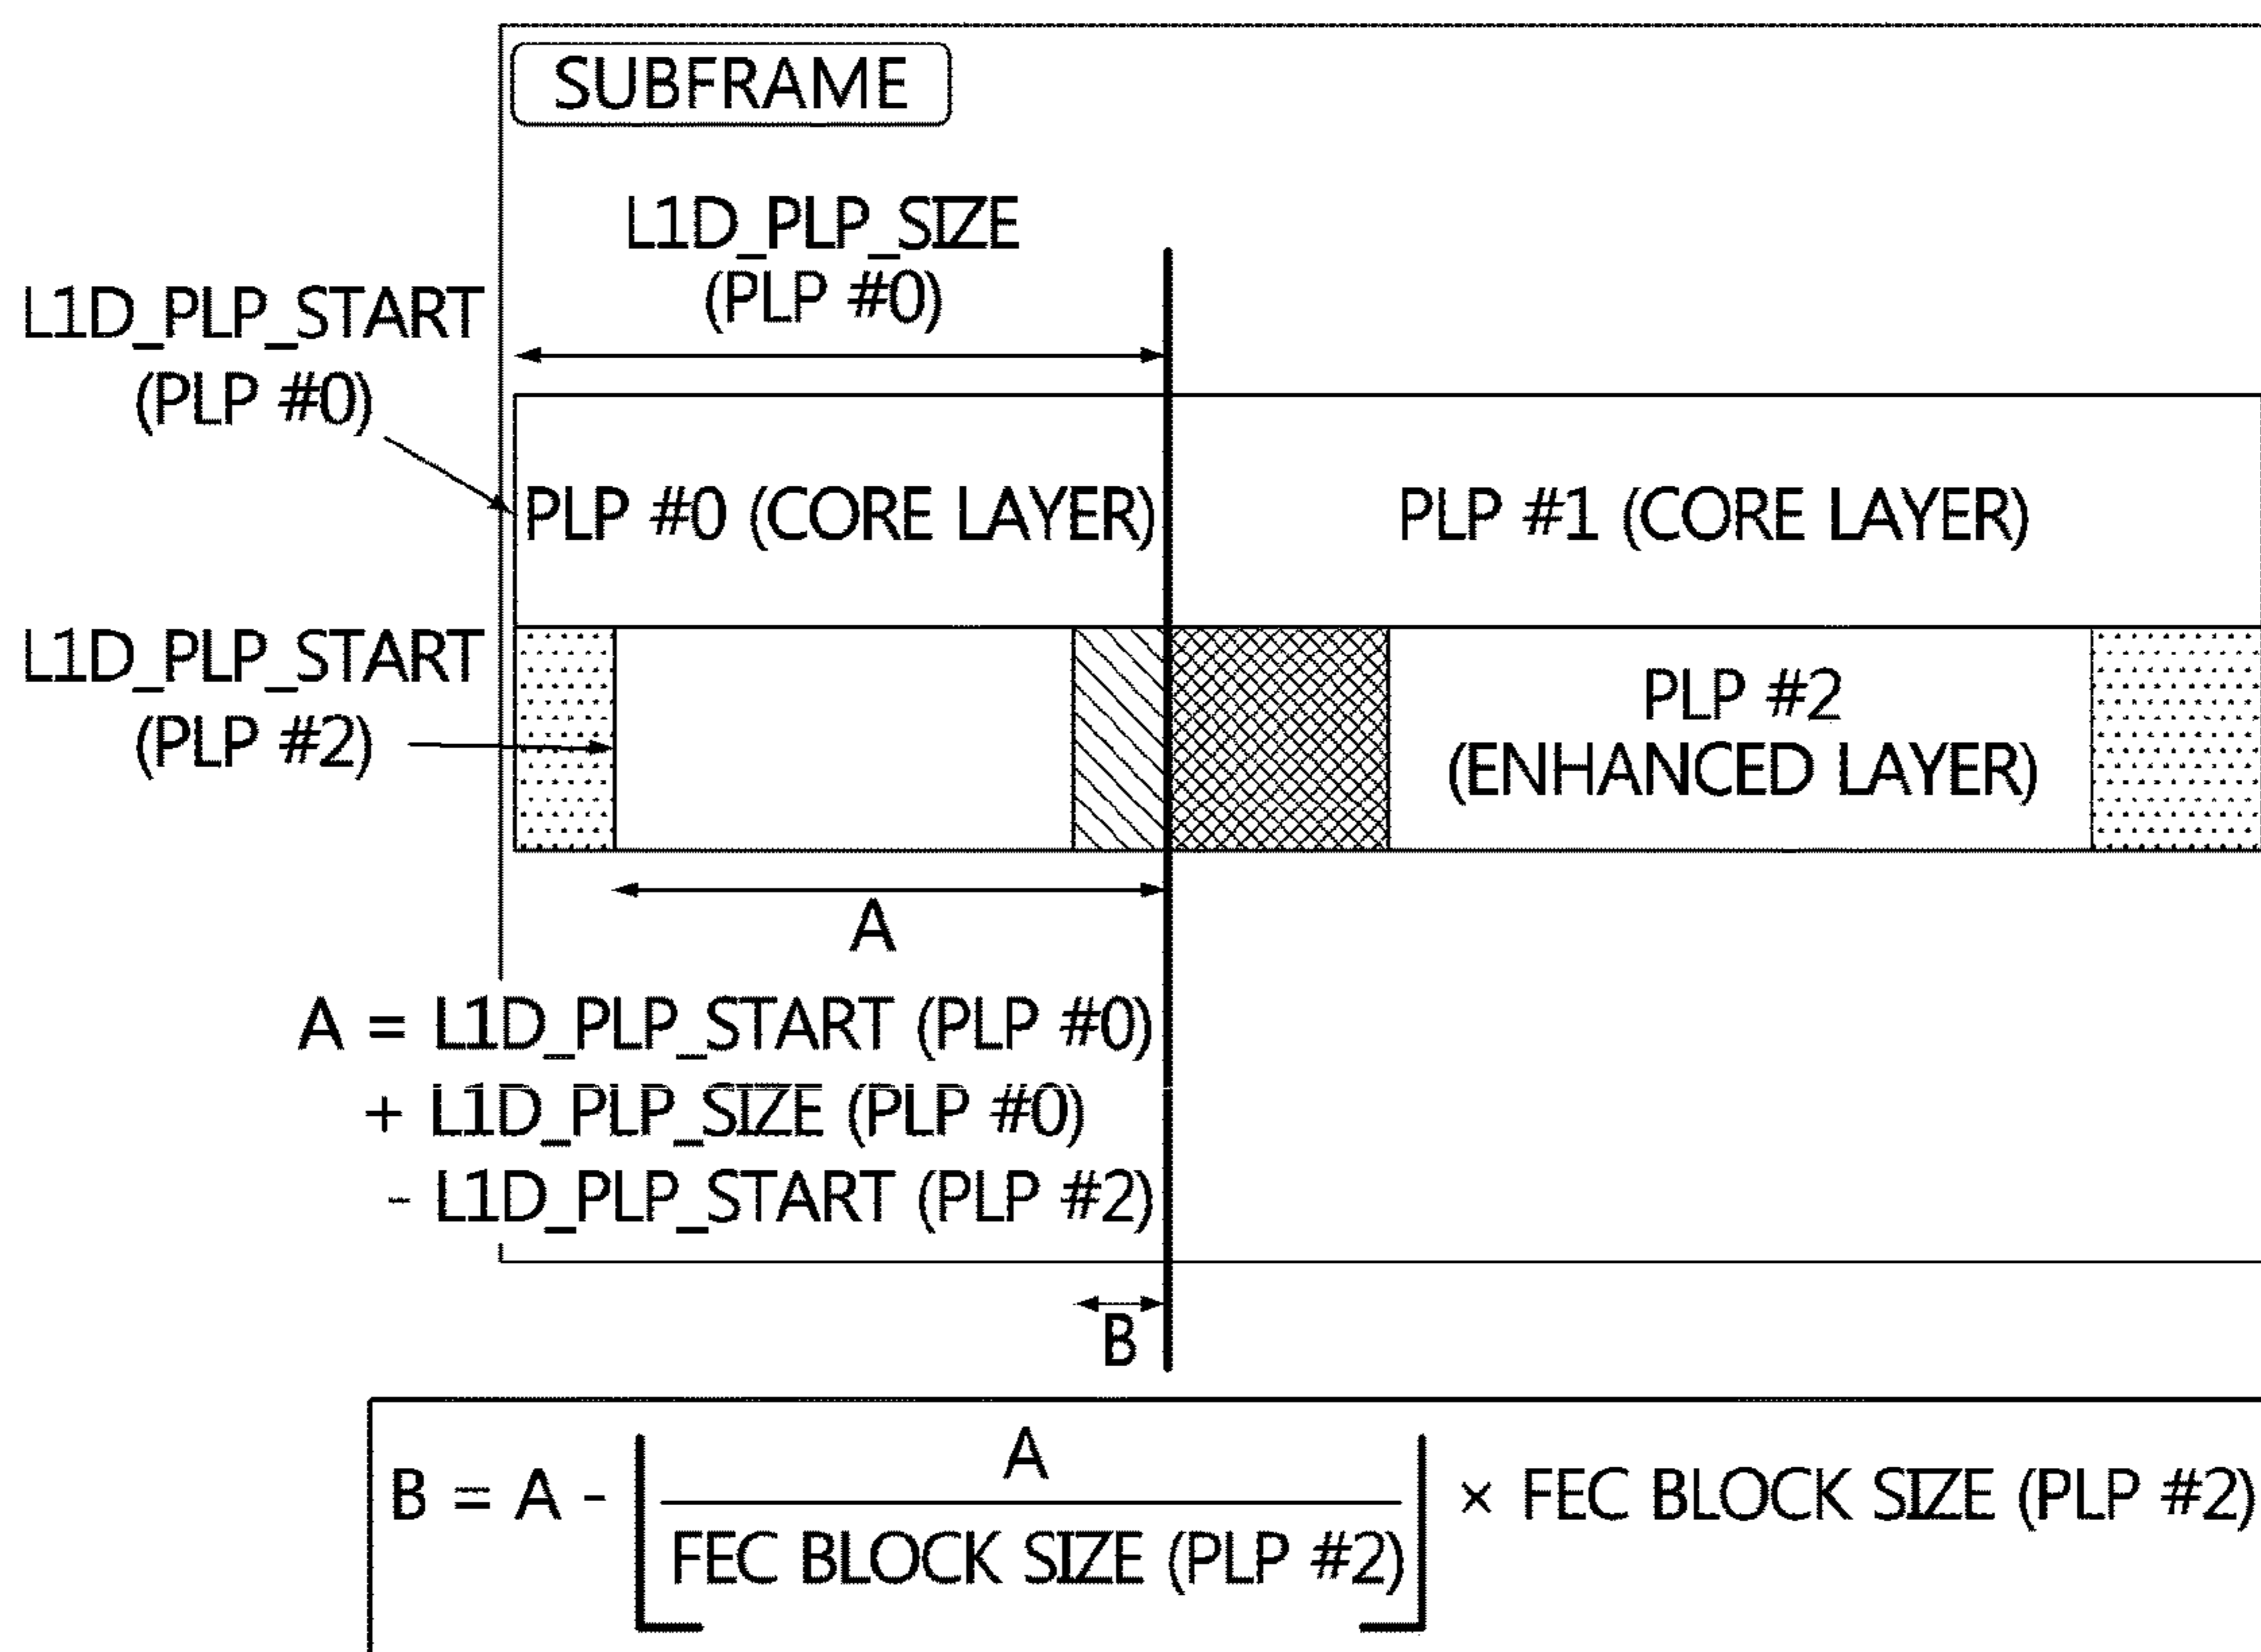 SUBFRAME
L1D_PLP_SIZE
(PLP #0)
L1D_PLP_START
(PLP #0)
PLP #0 (CORE LAYER)
PLP #1 (CORE LAYER)
L1D_PLP_START
(PLP #2)
PLP #2
(ENHANCED LAYER)
A
A = L1D_PLP_START (PLP #0)
+ L1D_PLP_SIZE (PLP #0)
- L1D_PLP_START (PLP #2)
B
B = A - ⌊ A / FEC BLOCK SIZE (PLP #2) ⌋ × FEC BLOCK SIZE (PLP #2)